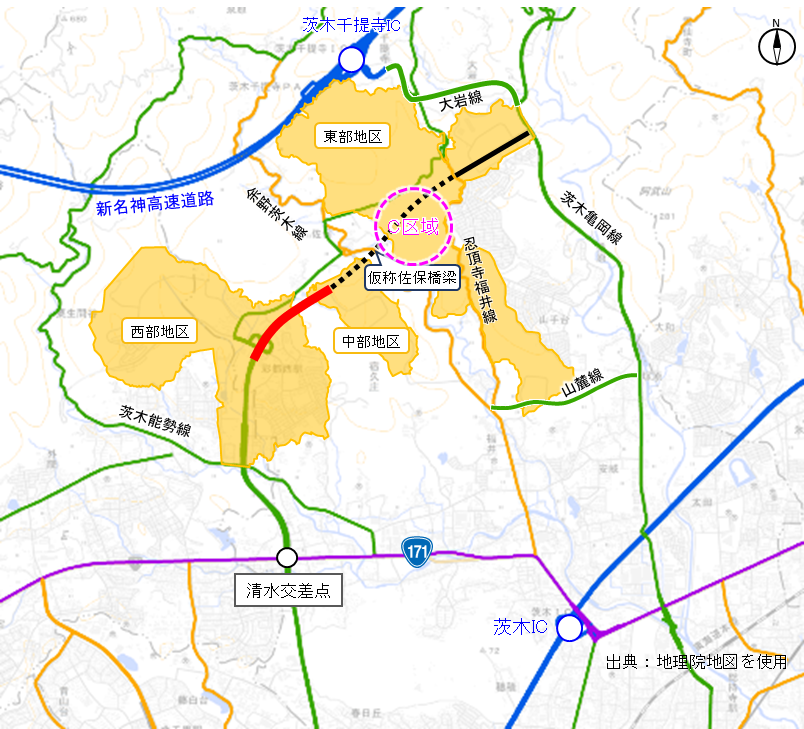 茨木千提寺IC
N
大岩線
東部地区
新名神高速道路
余野茨木線
茨木亀岡線
C区域
忍頂寺福井線
仮称佐保橋梁
西部地区
中部地区
山麓線
茨木能勢線
171
清水交差点
茨木IC
出典：地理院地図を使用